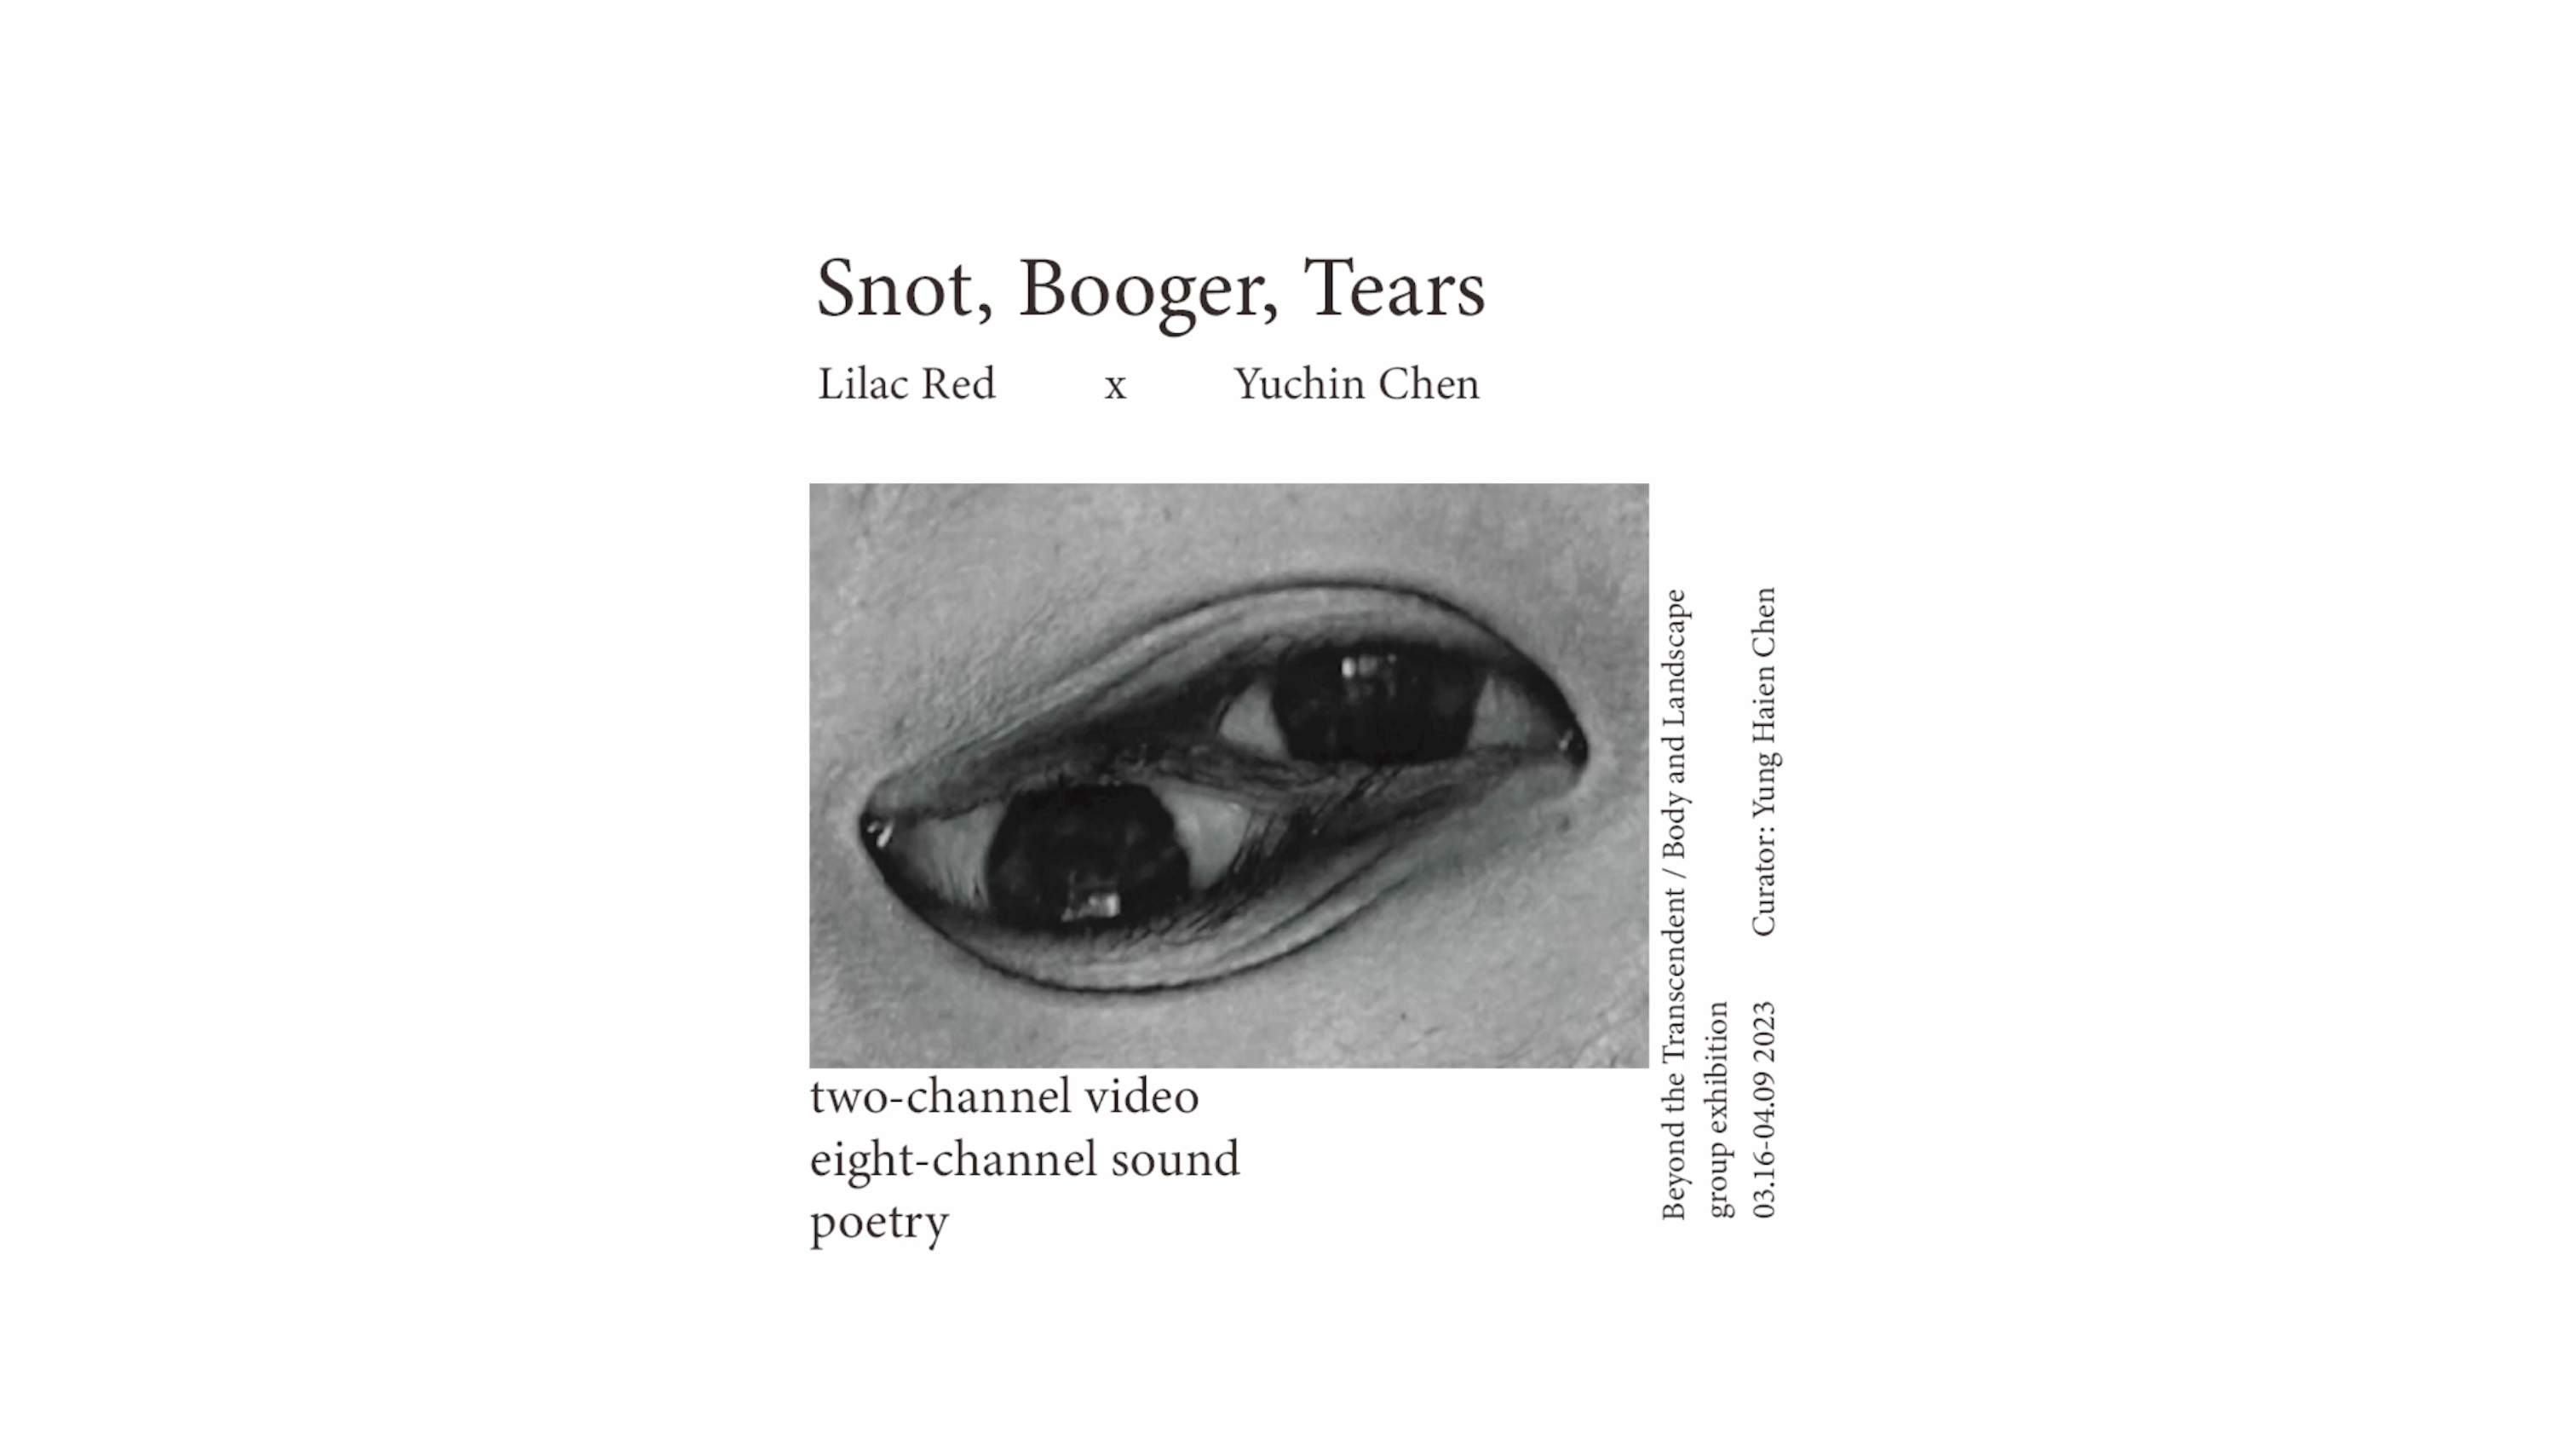 Snot, Booger, Tears
Lilac Red x Yuchin Chen
two-channel video
eight-channel sound
poetry
Beyond the Transcendent / Body and Landscape
group exhibition
03.16-04.09 2023 Curator: Yung Haien Chen